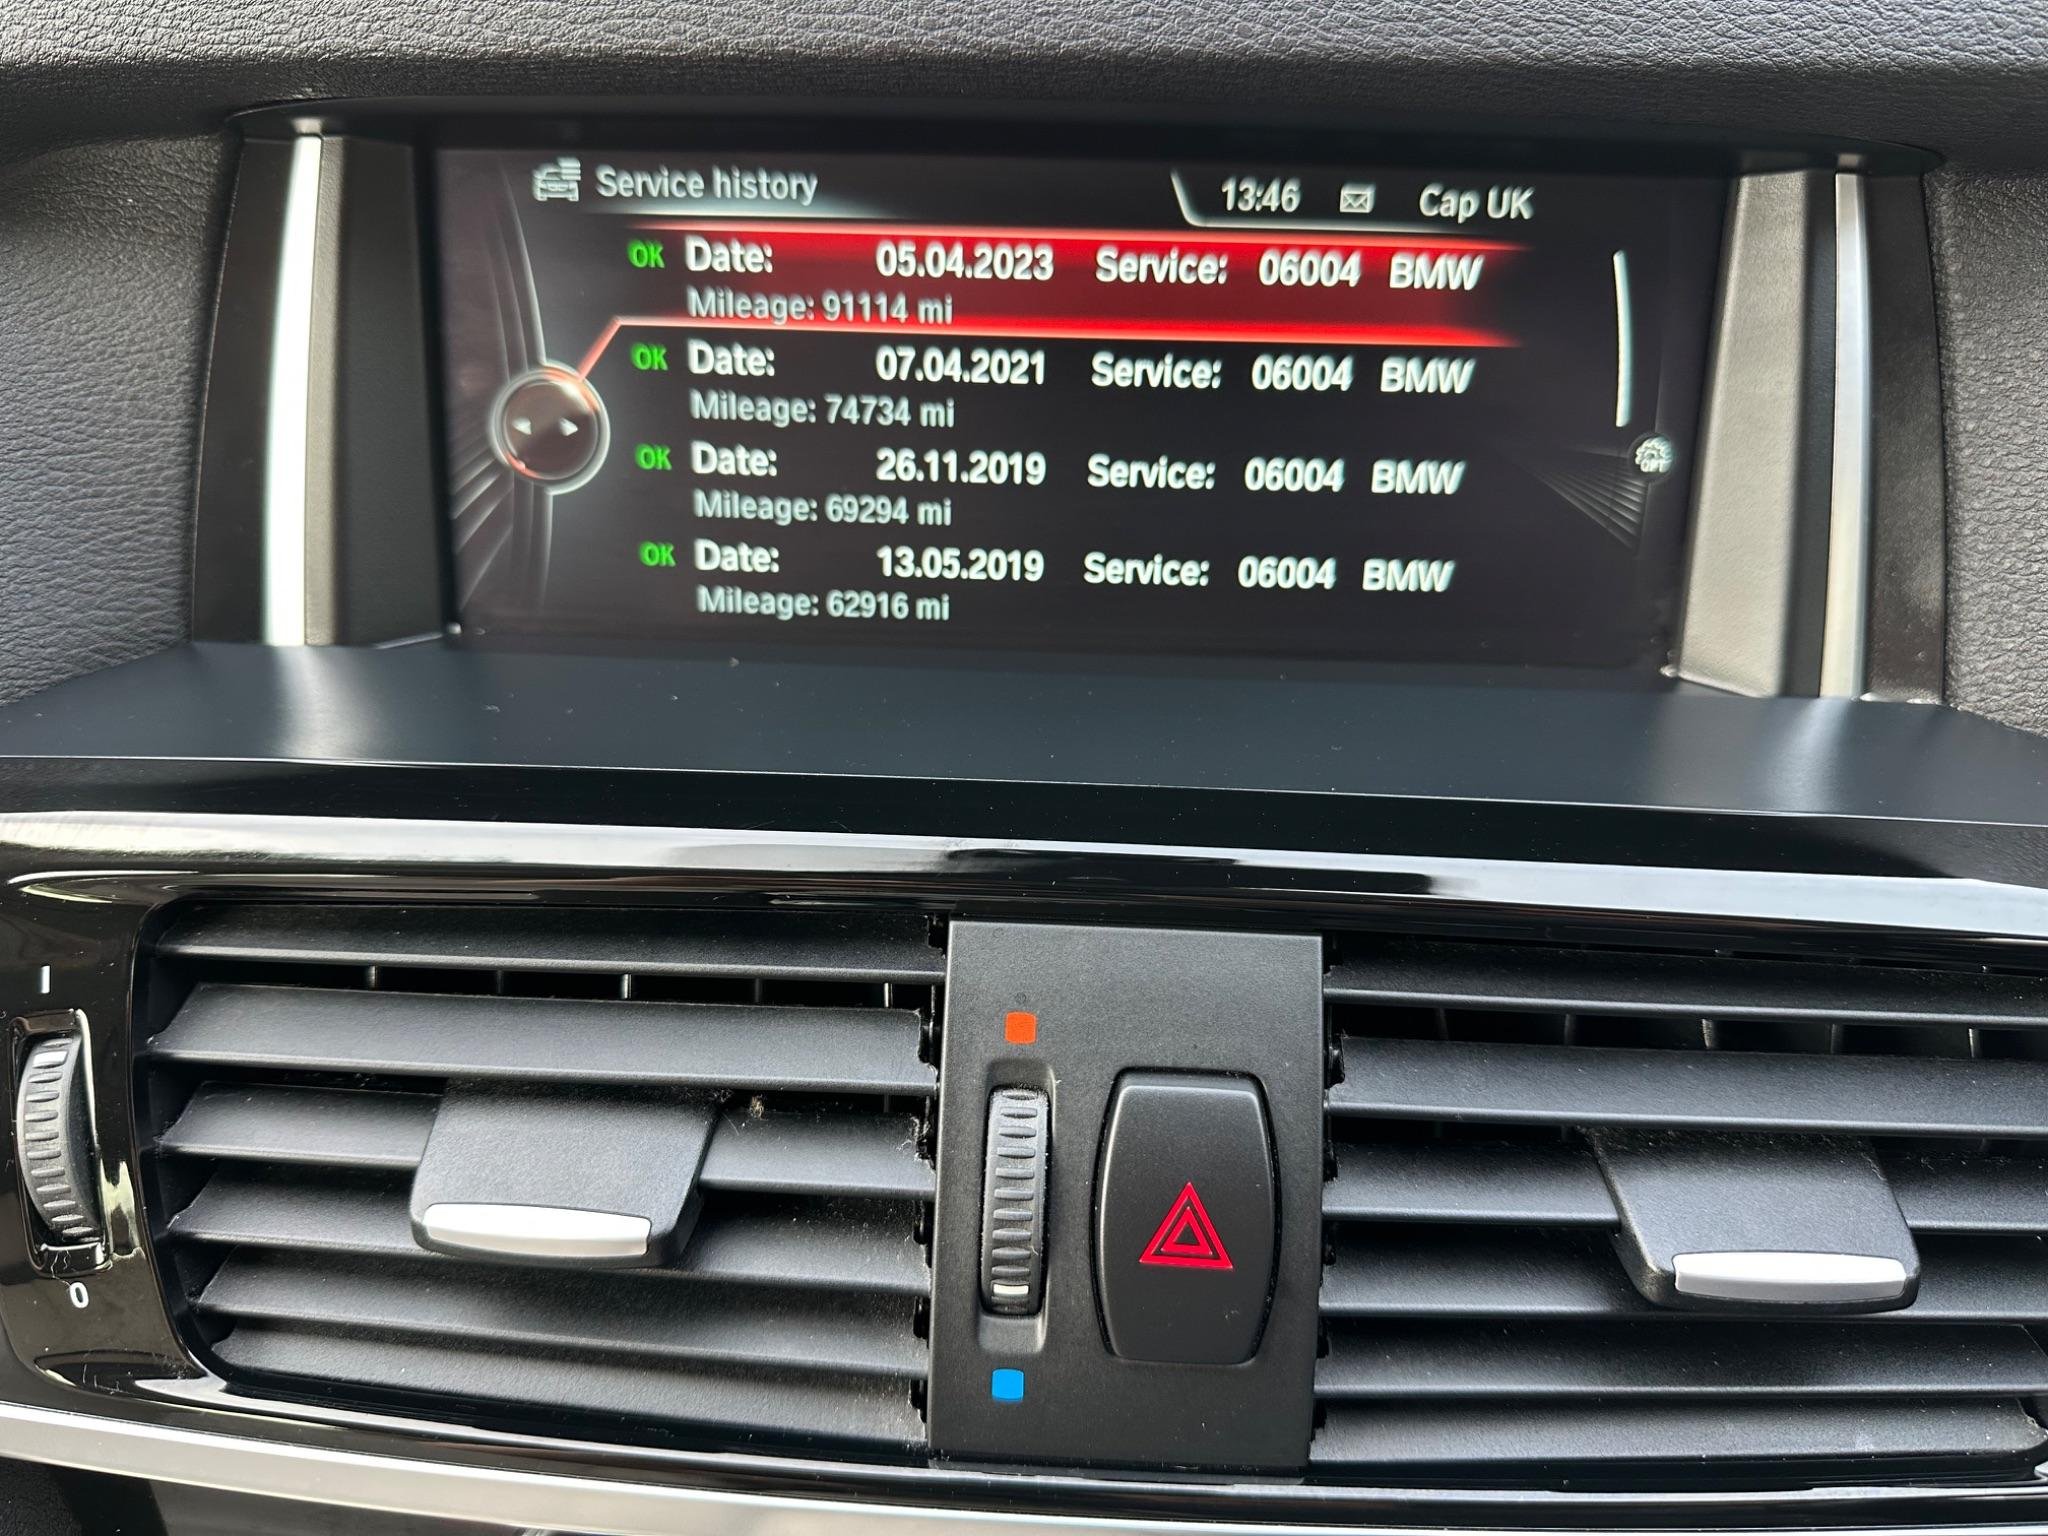 Service history 13:46 Cap UK
OK Date: 05.04.2023 Service: 06004 BMW
Mileage: 91114 mi
OK Date: 07.04.2021 Service: 06004 BMW
Mileage: 74734 mi
OK Date: 26.11.2019 Service: 06004 BMW
Mileage: 69294 mi
OK Date: 13.05.2019 Service: 06004 BMW
Mileage: 62916 mi
OPT
I
0